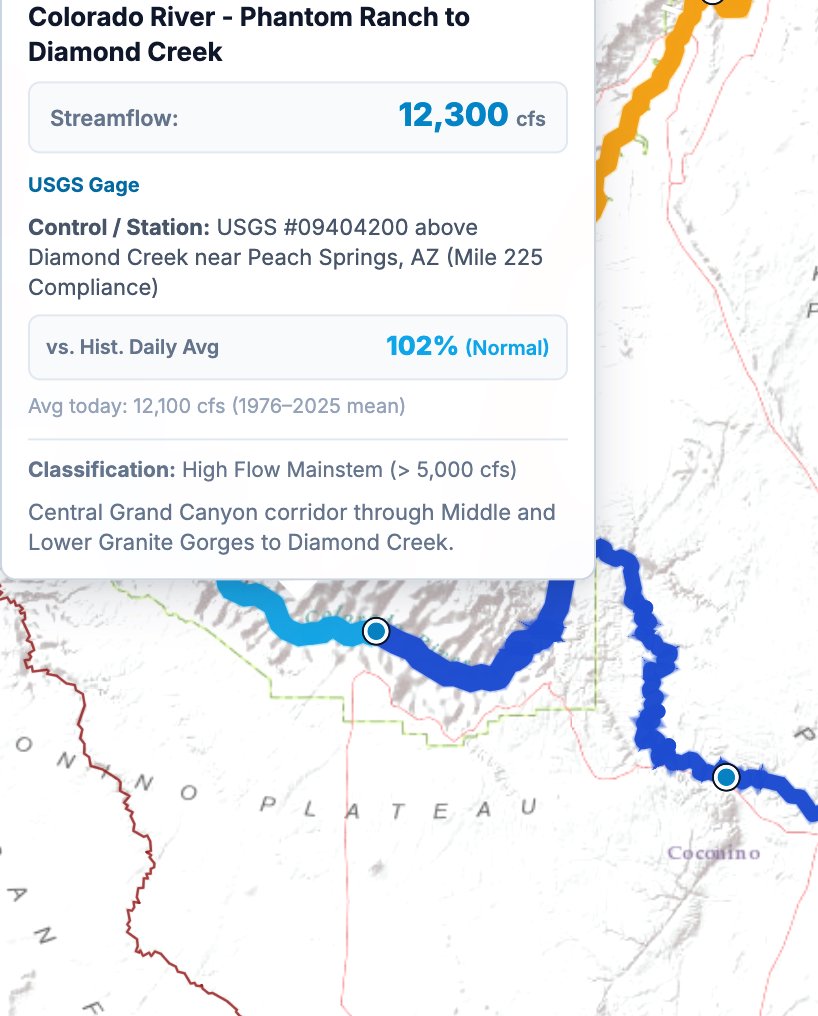 Colorado River - Phantom Ranch to
Diamond Creek
Streamflow: 12,300 cfs
USGS Gage
Control / Station: USGS #09404200 above
Diamond Creek near Peach Springs, AZ (Mile 225
Compliance)
vs. Hist. Daily Avg 102% (Normal)
Avg today: 12,100 cfs (1976–2025 mean)
Classification: High Flow Mainstem (> 5,000 cfs)
Central Grand Canyon corridor through Middle and
Lower Granite Gorges to Diamond Creek.
O N I N O P L A T E A U
Coconino